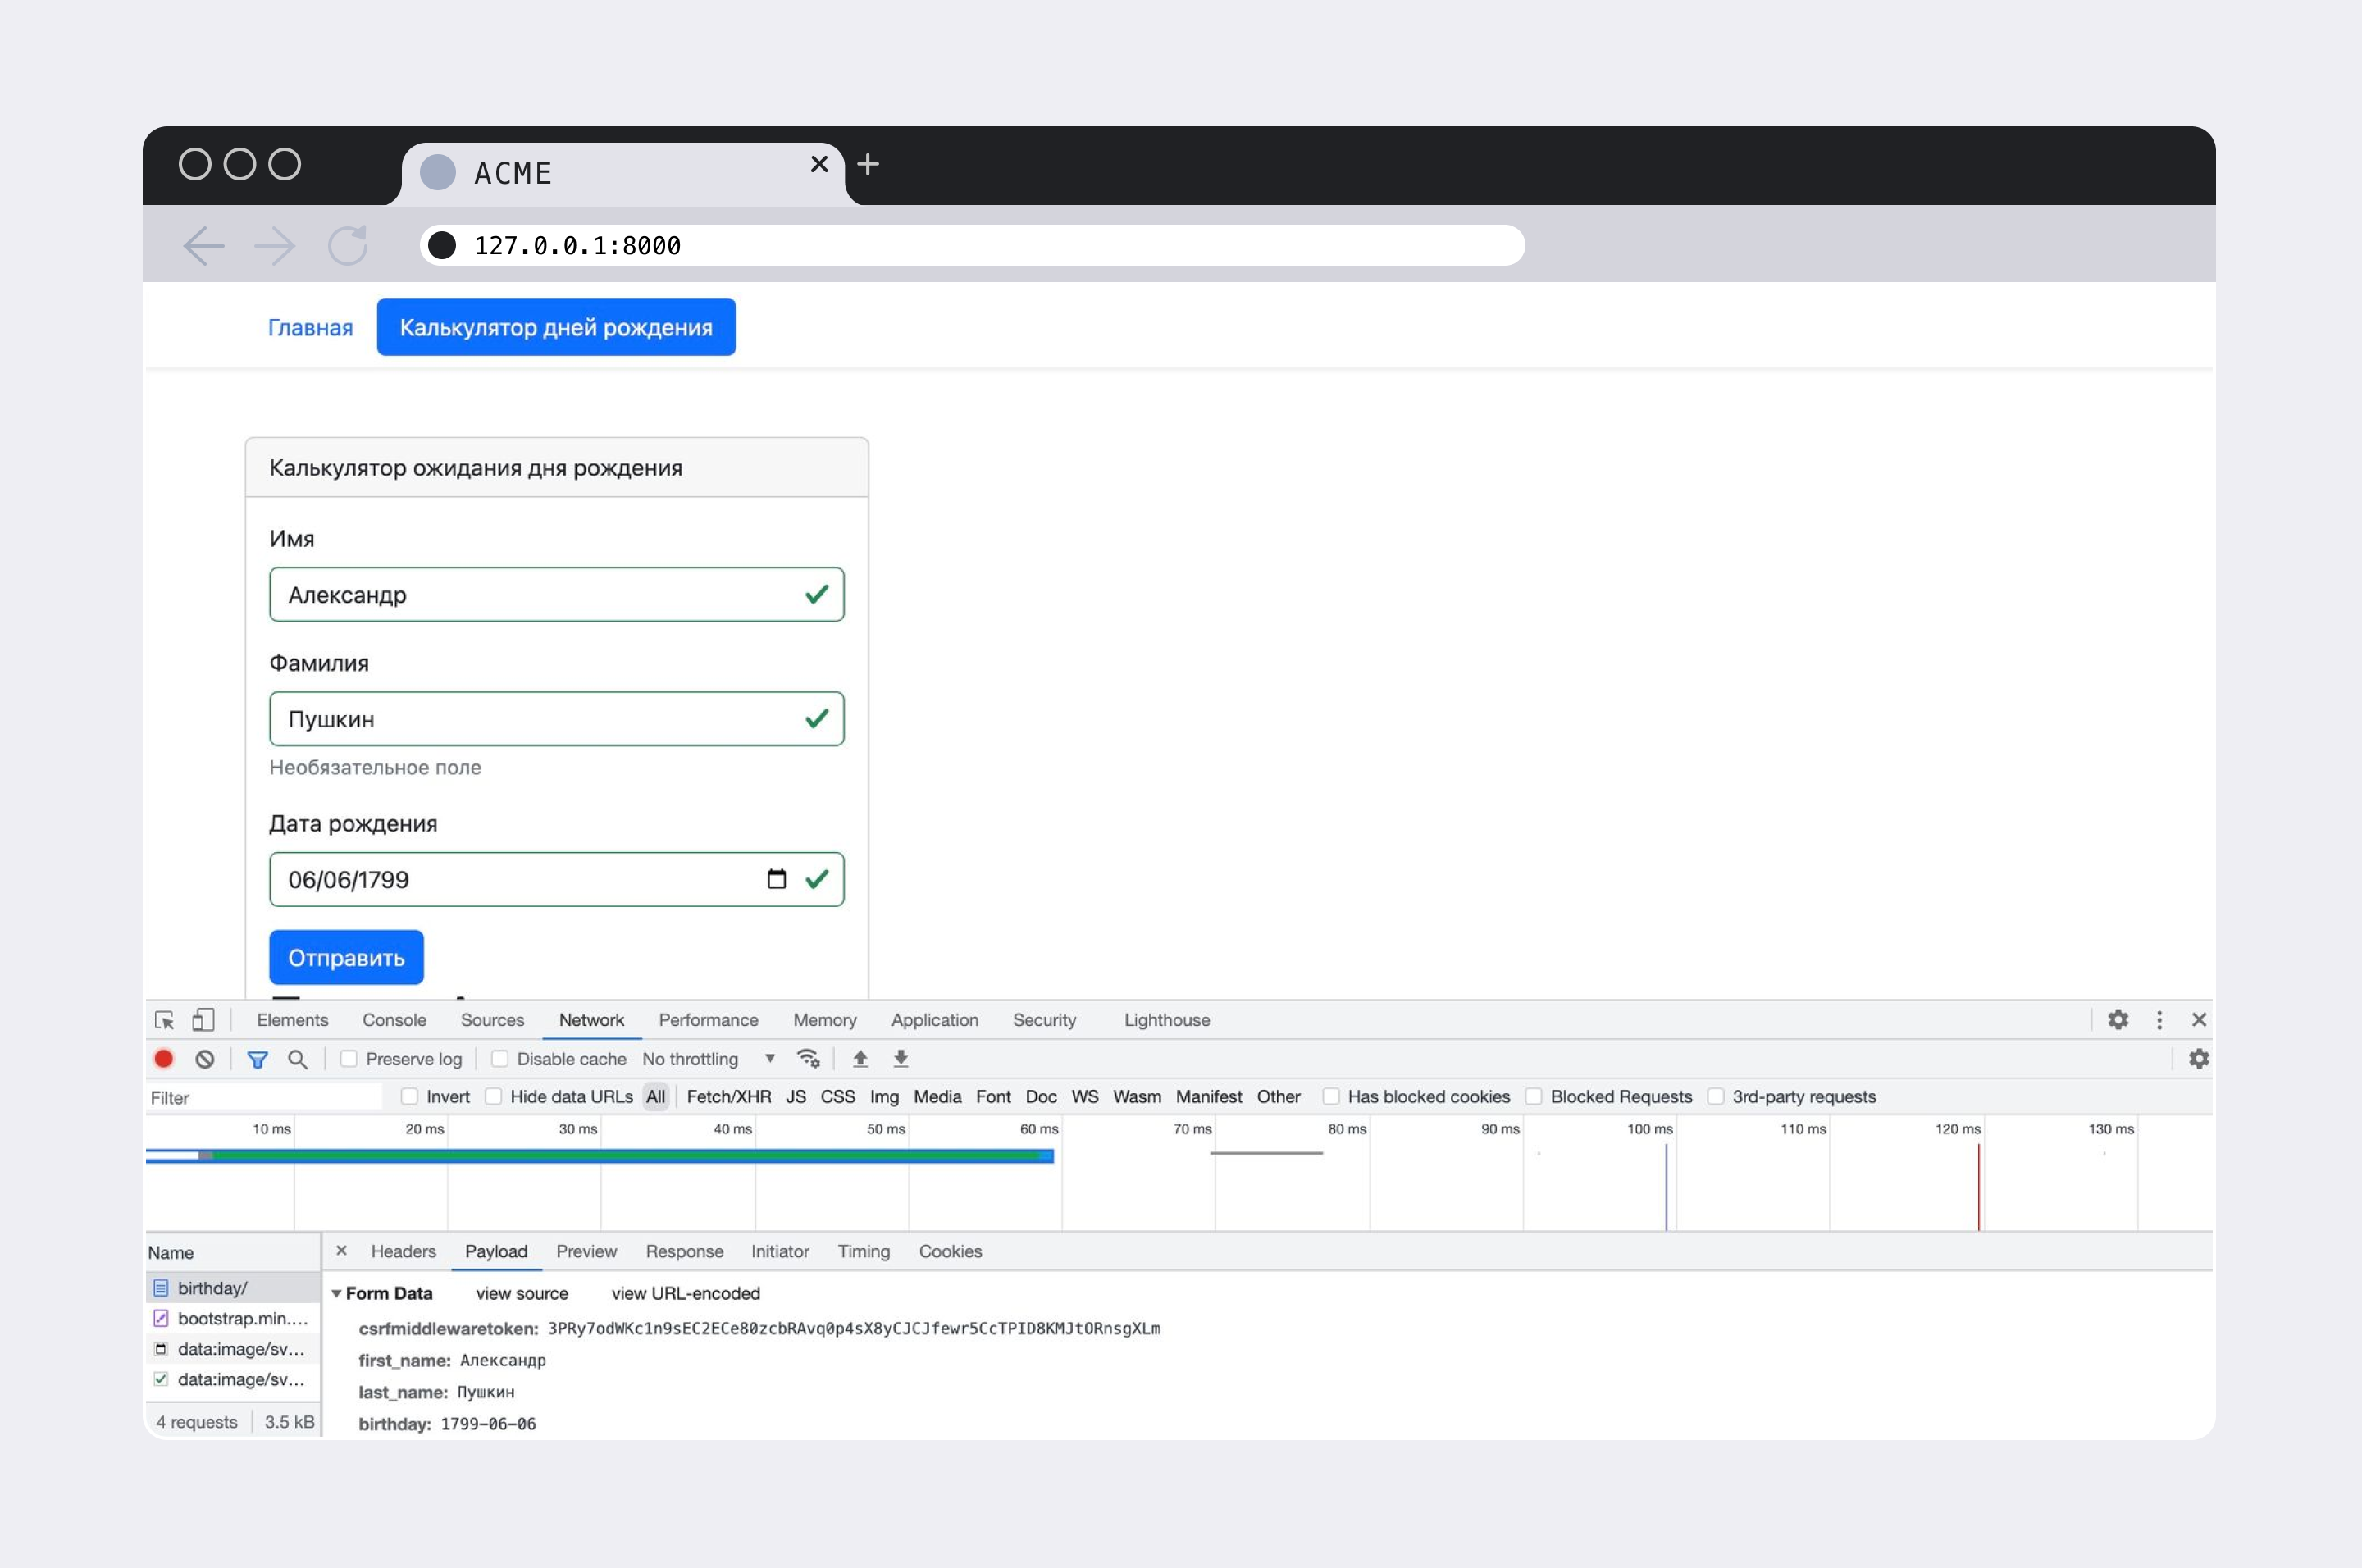 ACME
127.0.0.1:8000
Главная Калькулятор дней рождения
Калькулятор ожидания дня рождения
Имя
Александр
Фамилия
Пушкин
Необязательное поле
Дата рождения
06/06/1799
Отправить
Elements Console Sources Network Performance Memory Application Security Lighthouse
Preserve log Disable cache No throttling
Filter Invert Hide data URLs All Fetch/XHR JS CSS Img Media Font Doc WS Wasm Manifest Other Has blocked cookies Blocked Requests 3rd-party requests
10 ms 20 ms 30 ms 40 ms 50 ms 60 ms 70 ms 80 ms 90 ms 100 ms 110 ms 120 ms 130 ms
Name Headers Payload Preview Response Initiator Timing Cookies
birthday/ Form Data view source view URL-encoded
bootstrap.min.... csrfmiddlewaretoken: 3PRy7odWKc1n9sEC2ECe80zcbRAvq0p4sX8yCJCJfewr5CcTPID8KMJtORnsgXLm
data:image/sv... first_name: Александр
data:image/sv... last_name: Пушкин
4 requests 3.5 kB birthday: 1799-06-06